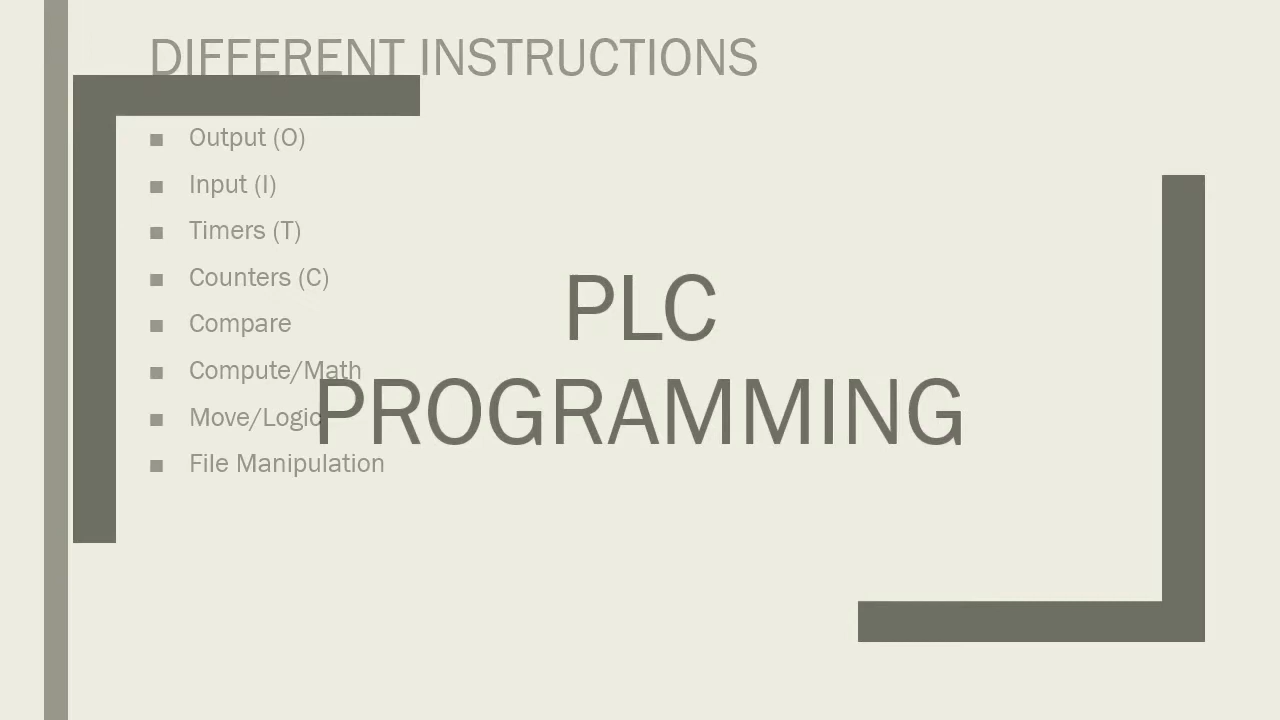 DIFFERENT INSTRUCTIONS
Output (O)
Input (I)
Timers (T)
Counters (C)
Compare
Compute/Math
Move/Logic
File Manipulation
PLC
PROGRAMMING